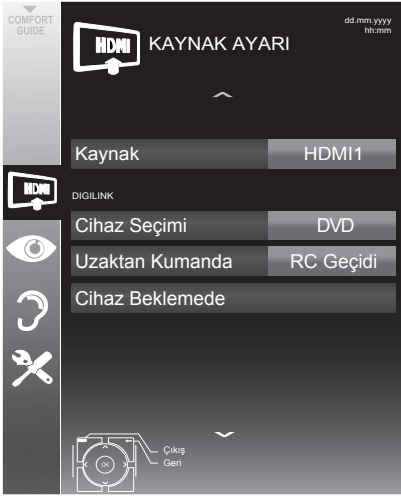 COMFORT
GUIDE
HDMI
KAYNAK AYARI
dd.mm.yyyy
hh:mm
Kaynak HDMI1
HDMI
DIGILINK
Cihaz Seçimi DVD
Uzaktan Kumanda RC Geçidi
Cihaz Beklemede
Çıkış
OK
Geri